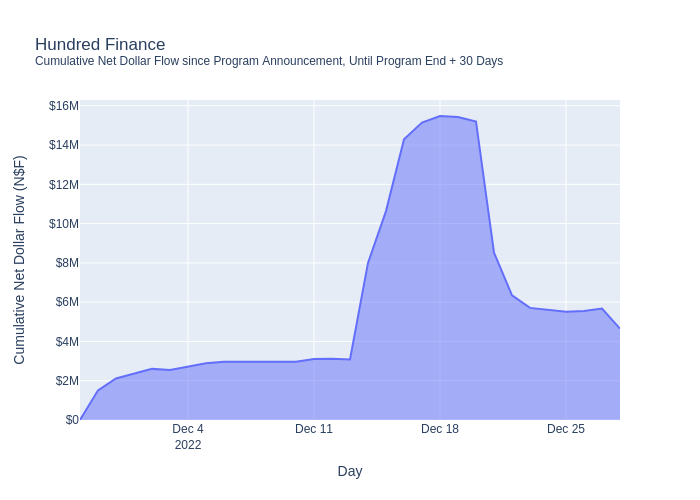 Hundred Finance
Cumulative Net Dollar Flow since Program Announcement, Until Program End + 30 Days
Cumulative Net Dollar Flow (N$F)
$16M
$14M
$12M
$10M
$8M
$6M
$4M
$2M
$0
Dec 4
2022
Dec 11
Dec 18
Dec 25
Day